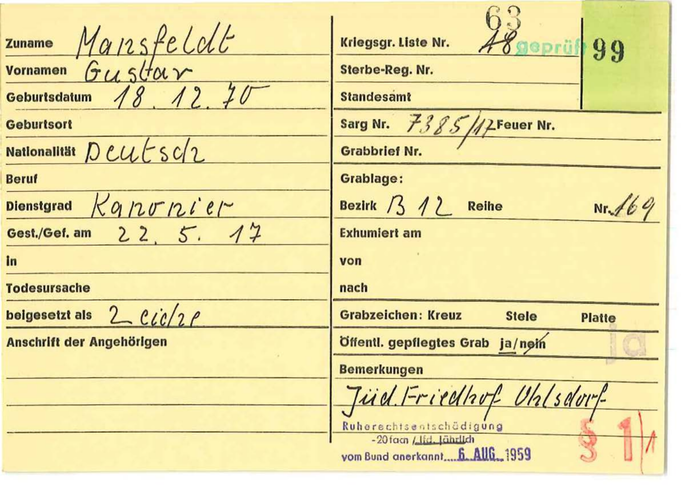 Zuname Mansfeldt
Vornamen Gustav
Geburtsdatum 18. 12. 70
Geburtsort
Nationalität Deutsch
Beruf
Dienstgrad Kanonier
Gest./Gef. am 22. 5. 17
in
Todesursache
beigesetzt als Leiche
Anschrift der Angehörigen
63
Kriegsgr. Liste Nr. 48 geprüft 99
Sterbe-Reg. Nr.
Standesamt
Sarg Nr. 7385/17 Feuer Nr.
Grabbrief Nr.
Grablage:
Bezirk B 12 Reihe Nr. 169
Exhumiert am
von
nach
Grabzeichen: Kreuz Stele Platte
Öffentl. gepflegtes Grab ja/nein ja
Bemerkungen
Jüd. Friedhof Ohlsdorf
Ruherechtsentschädigung
-20fach / lfd. jährlich
vom Bund anerkannt 6. AUG. 1959
§ 1/1